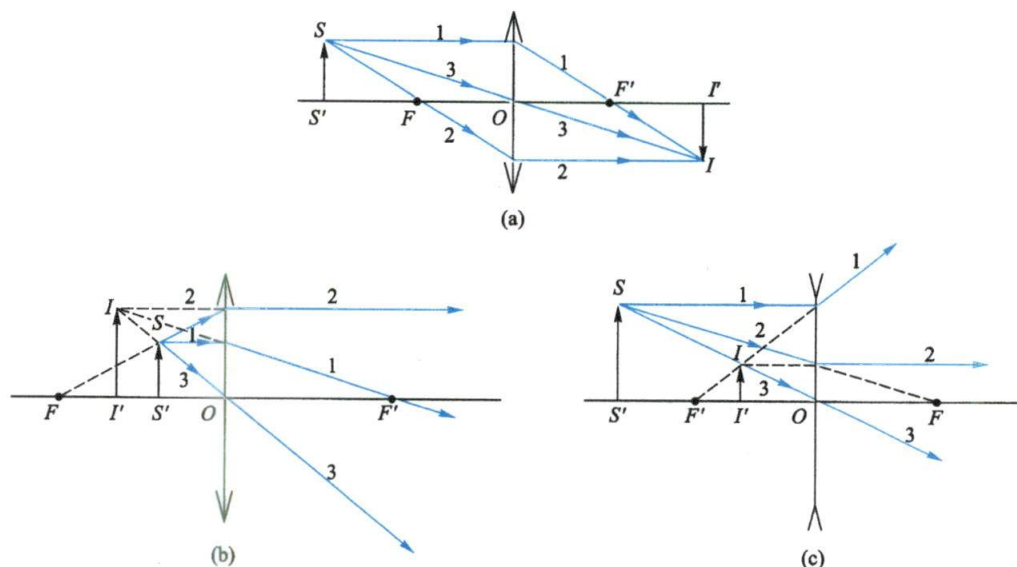 S 1
3 1
F' I'
S' F O 3
2 I
2
(a)
I 2 2
S
1
3 1
F I' S' O F'
3
(b)
1
S 1
2
I 2
3
S' F' I' O F
3
(c)